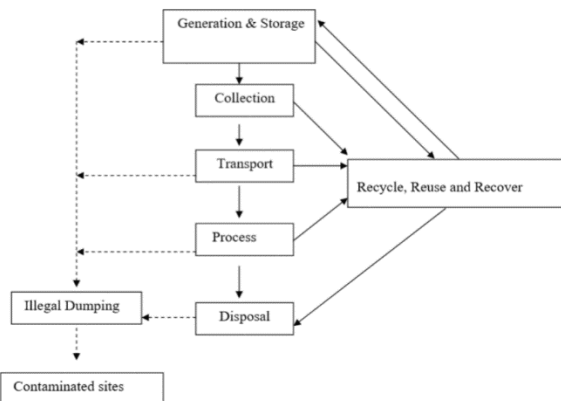 Generation & Storage
Collection
Transport
Recycle, Reuse and Recover
Process
Illegal Dumping
Disposal
Contaminated sites